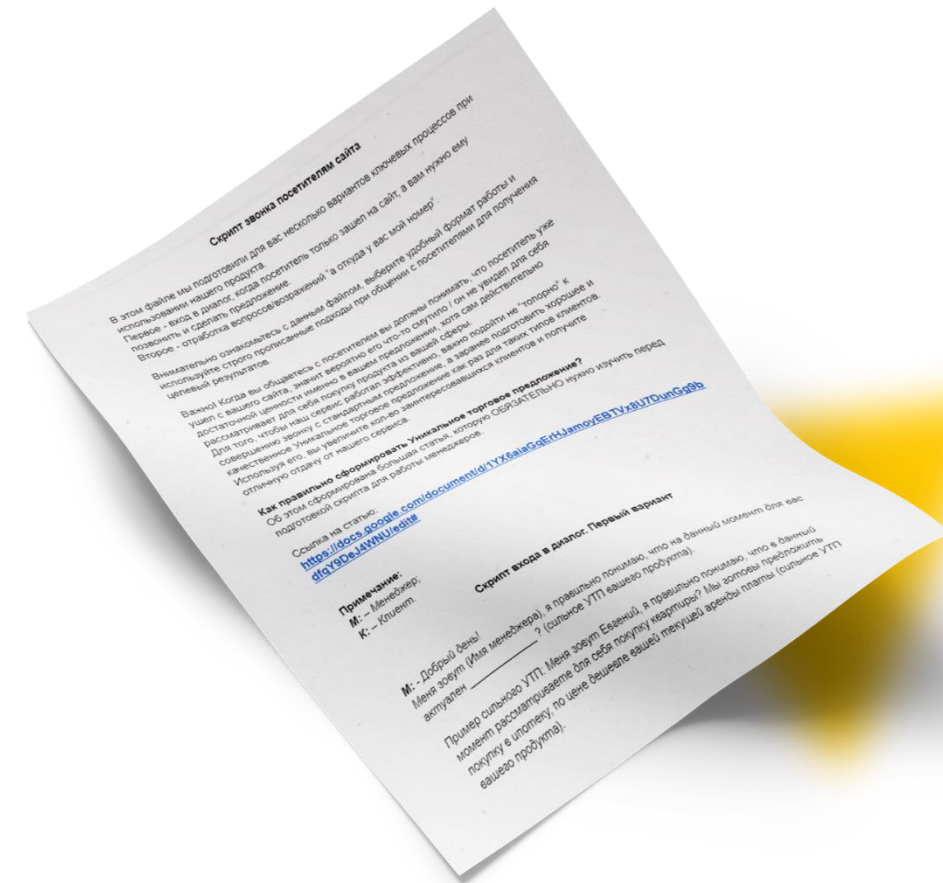 Скрипт звонка посетителям сайта
В этом файле мы подготовили для вас несколько вариантов ключевых процессов при
использовании нашего продукта.
Первое - вход в диалог, когда посетитель только зашел на сайт, а вам нужно ему
позвонить и сделать предложение.
Второе - отработка вопросов/возражений "а откуда у вас мой номер".
Внимательно ознакомьтесь с данным файлом, выберите удобный формат работы и
используйте строго прописанные подходы при общении с посетителями для получения
целевый результатов.
Важно! Когда вы общаетесь с посетителем вы должны понимать, что посетитель уже
ушел с вашего сайта, значит вероятно его что-то смутило / он не увидел для себя
достаточной ценности именно в вашем предложении, хотя сам действительно
рассматривает для себя покупку продукта из вашей сферы.
Для того, чтобы наш сервис работал эффективно, важно подойти не "топорно" к
совершению звонку с стандартным предложение, а заранее подготовить хорошее и
качественное Уникальное торговое предложение как раз для таких типов клиентов.
Используя его, вы увеличите кол-во заинтересовавшихся клиентов и получите
отличную отдачу от нашего сервиса.
Как правильно сформировать Уникальное торговое предложение?
Об этом сформирована большая статья, которую ОБЯЗАТЕЛЬНО нужно изучить перед
подготовкой скрипта для работы менеджеров.
Ссылка на статью:
https://docs.google.com/document/d/1YX6alaGgErHJamoyEBTVx8U7DunGg9b
dfqY9DeJ4WNU/edit#
Примечание:
М: – Менеджер;
К: – Клиент.
Скрипт входа в диалог. Первый вариант
М: - Добрый день!
Меня зовут (Имя менеджера), я правильно понимаю, что на данный момент для вас
актуален ____________ ? (сильное УТП вашего продукта).
Пример сильного УТП: Меня зовут Евгений, я правильно понимаю, что в данный
момент рассматриваете для себя покупку квартиры? Мы готовы предложить
покупку в ипотеку, по цене дешевле вашей текущей аренды платы (сильное УТП
вашего продукта).